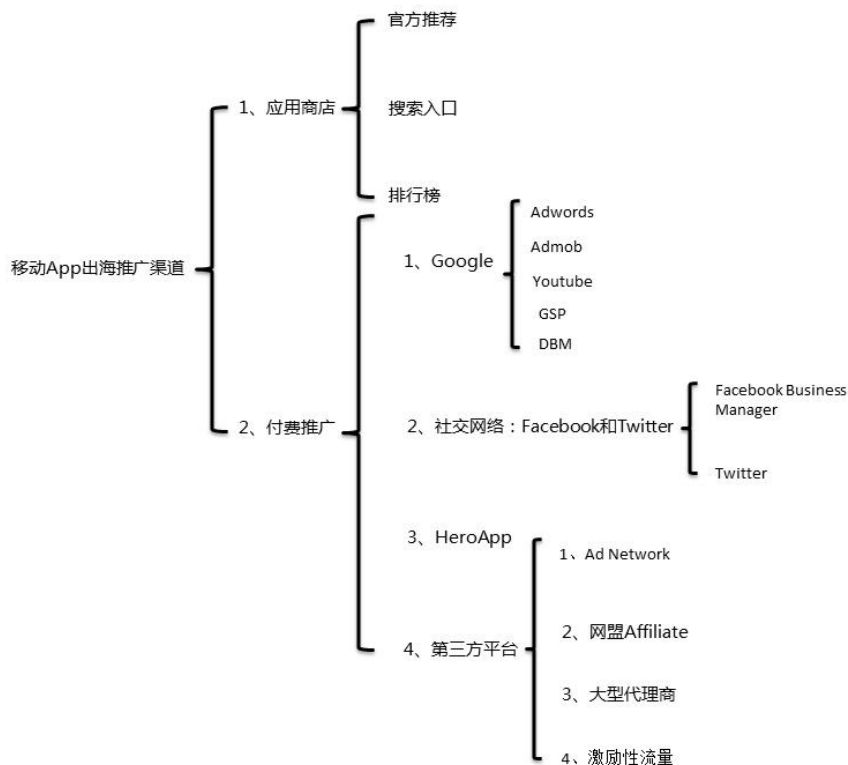 移动App出海推广渠道
1、应用商店
官方推荐
搜索入口
排行榜
2、付费推广
1、Google
Adwords
Admob
Youtube
GSP
DBM
2、社交网络：Facebook和Twitter
Facebook Business
Manager
Twitter
3、HeroApp
4、第三方平台
1、Ad Network
2、网盟Affiliate
3、大型代理商
4、激励性流量